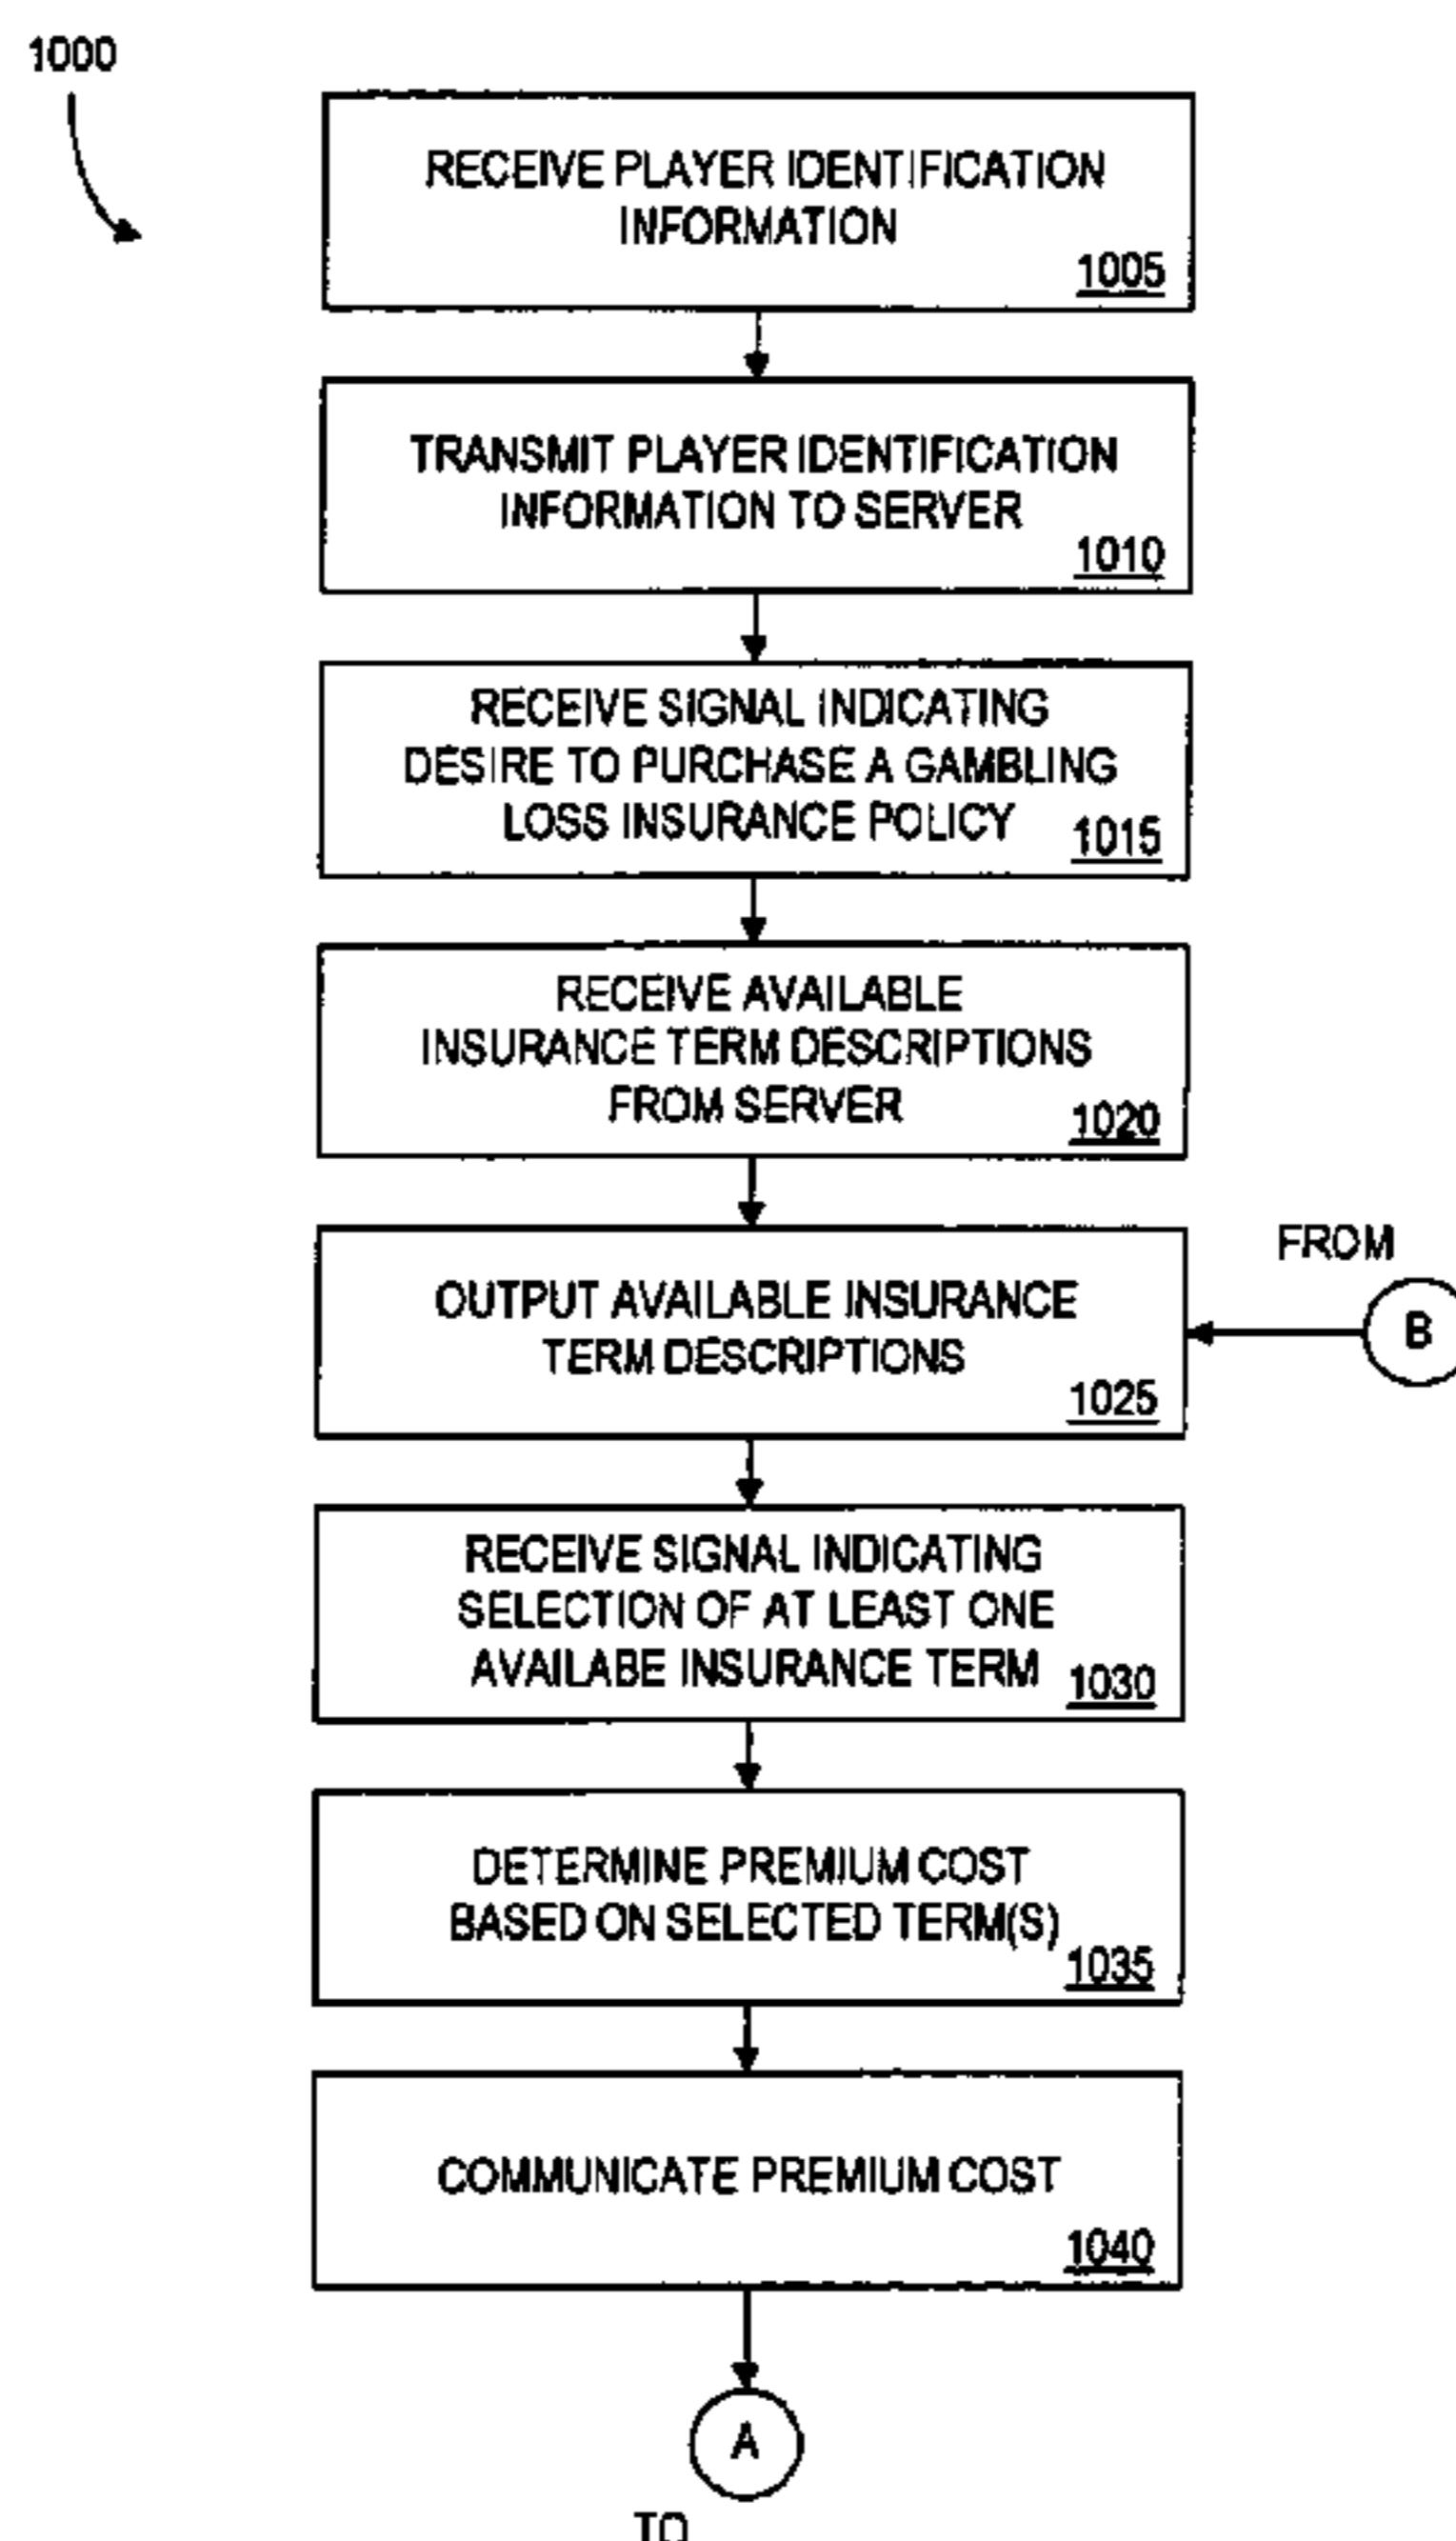 1000
RECEIVE PLAYER IDENTIFICATION
INFORMATION
1005
TRANSMIT PLAYER IDENTIFICATION
INFORMATION TO SERVER
1010
RECEIVE SIGNAL INDICATING
DESIRE TO PURCHASE A GAMBLING
LOSS INSURANCE POLICY
1015
RECEIVE AVAILABLE
INSURANCE TERM DESCRIPTIONS
FROM SERVER
1020
FROM
B
OUTPUT AVAILABLE INSURANCE
TERM DESCRIPTIONS
1025
RECEIVE SIGNAL INDICATING
SELECTION OF AT LEAST ONE
AVAILABE INSURANCE TERM
1030
DETERMINE PREMIUM COST
BASED ON SELECTED TERM(S)
1035
COMMUNICATE PREMIUM COST
1040
A
TO